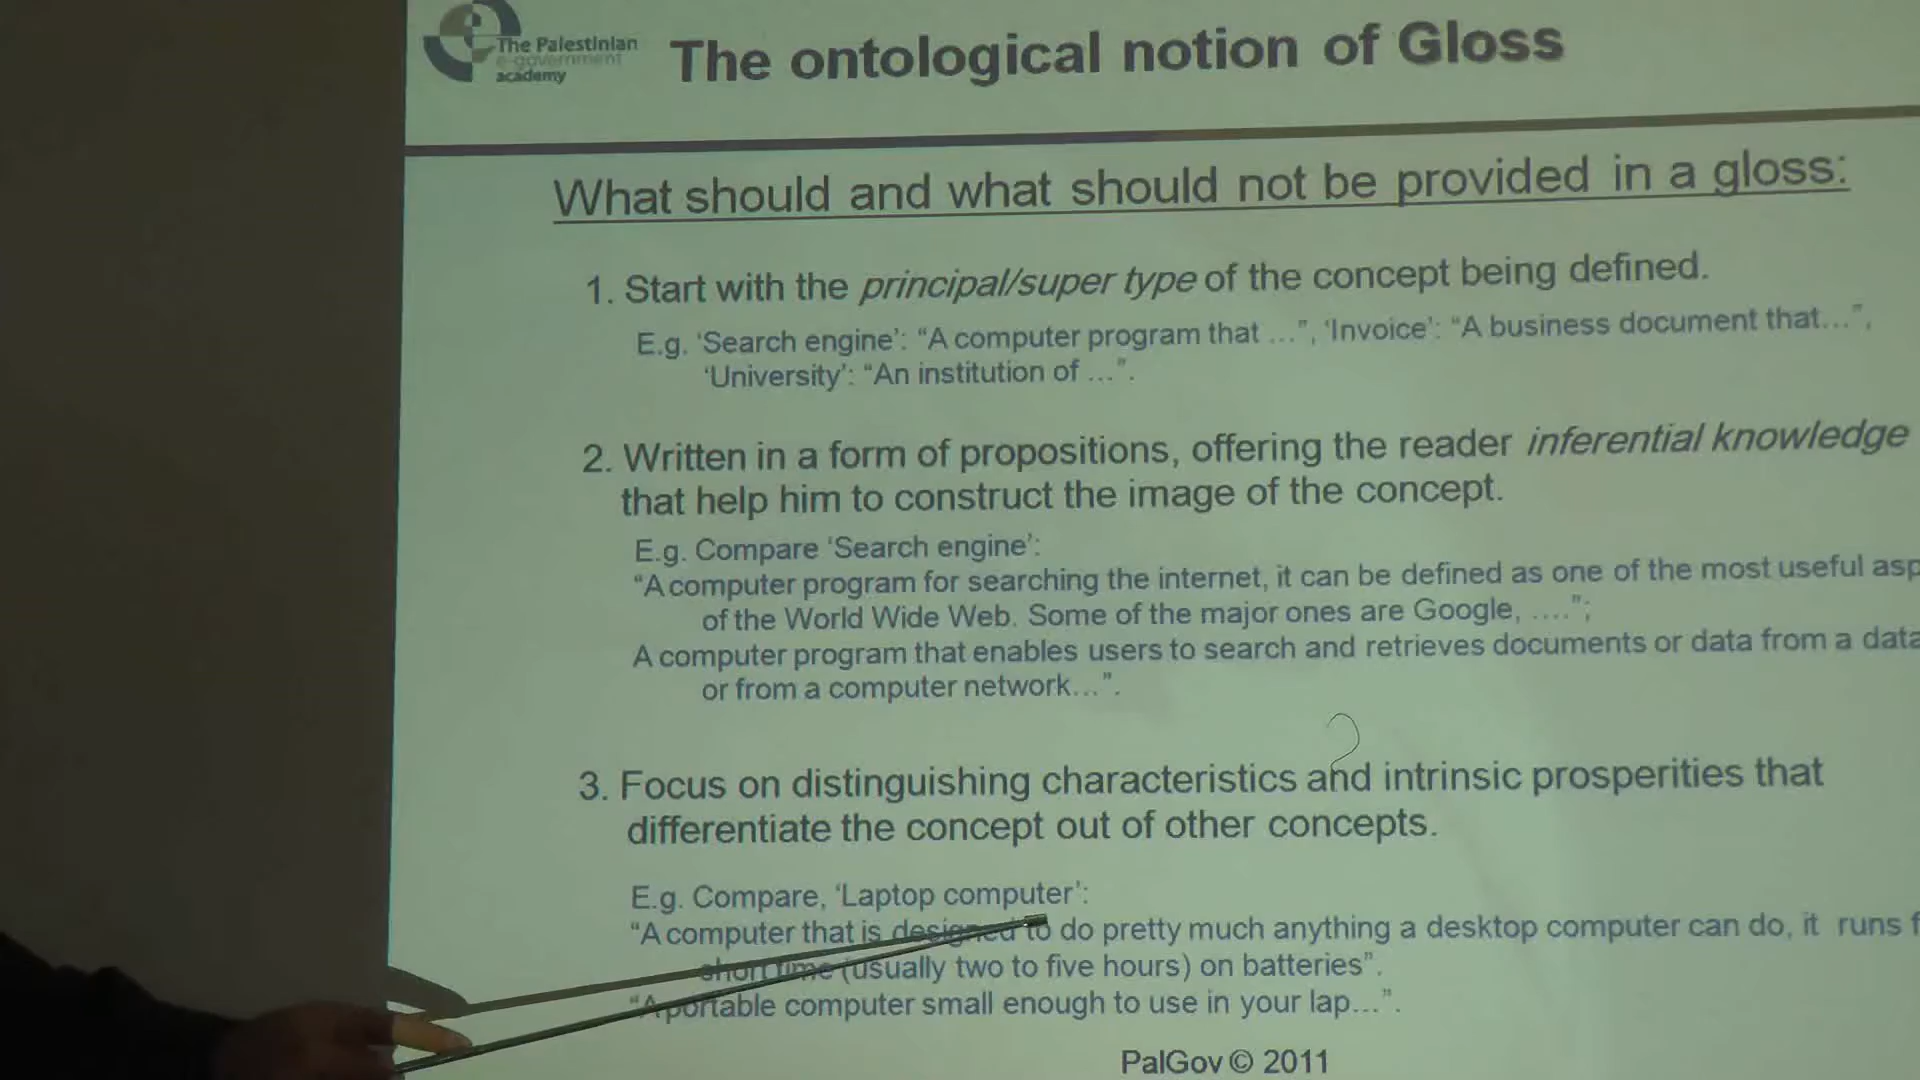 The Palestinian
e-government
academy
The ontological notion of Gloss
What should and what should not be provided in a gloss:
1. Start with the principal/super type of the concept being defined.
E.g. ‘Search engine’: “A computer program that …”, ‘Invoice’: “A business document that…”,
‘University’: “An institution of …”.
2. Written in a form of propositions, offering the reader inferential knowledge
that help him to construct the image of the concept.
E.g. Compare ‘Search engine’:
“A computer program for searching the internet, it can be defined as one of the most useful asp
of the World Wide Web. Some of the major ones are Google, ….”;
A computer program that enables users to search and retrieves documents or data from a data
or from a computer network…”.
3. Focus on distinguishing characteristics and intrinsic prosperities that
differentiate the concept out of other concepts.
E.g. Compare, ‘Laptop computer’:
“A computer that is designed to do pretty much anything a desktop computer can do, it runs f
short time (usually two to five hours) on batteries”.
“A portable computer small enough to use in your lap…”.
PalGov © 2011